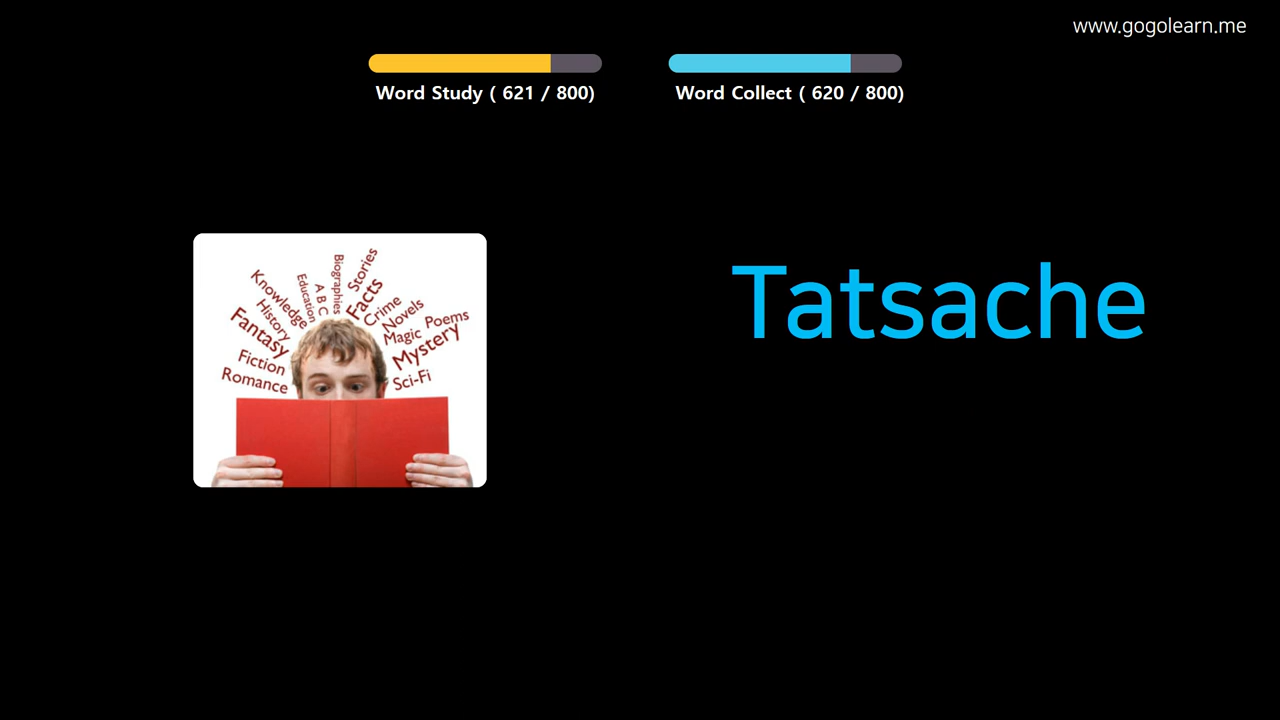 www.gogolearn.me
Word Study ( 621 / 800)
Word Collect ( 620 / 800)
Tatsache
Stories
Biographies
Facts
Knowledge
Education
A B C
Crime
History
Novels
Fantasy
Poems
Magic
Mystery
Fiction
Romance
Sci-Fi